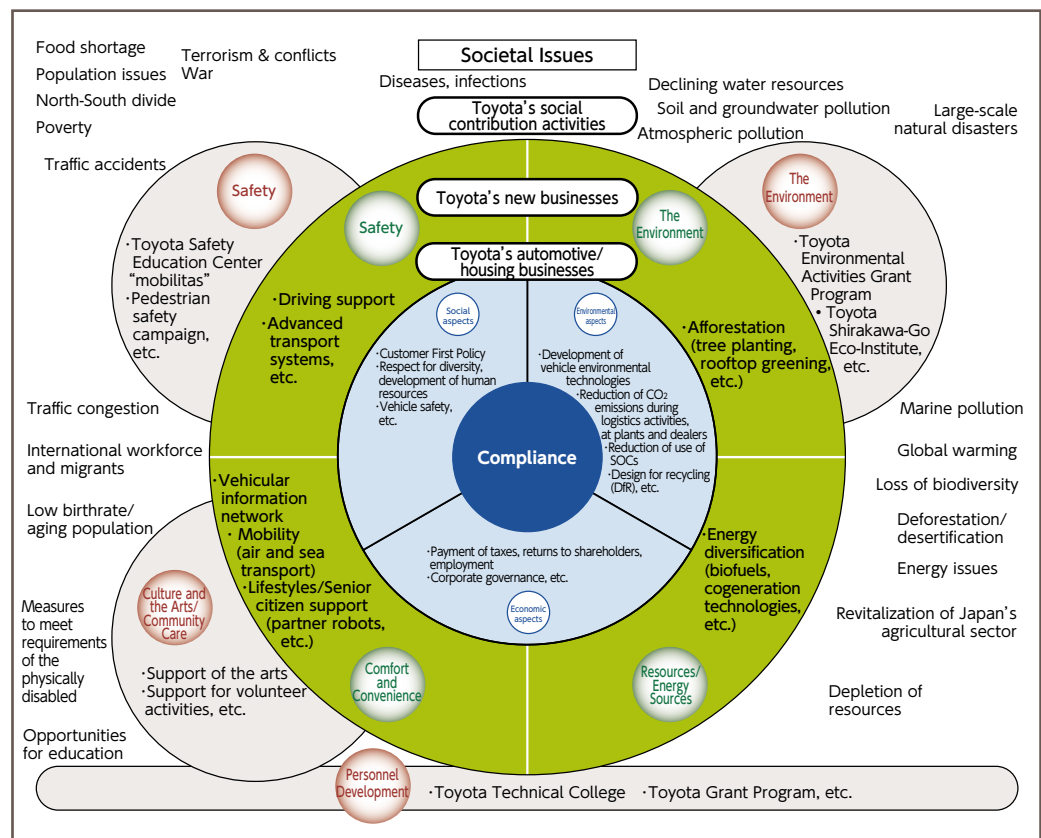 Societal Issues
Food shortage
Population issues
North-South divide
Poverty
Terrorism & conflicts
War
Diseases, infections
Declining water resources
Soil and groundwater pollution
Atmospheric pollution
Large-scale
natural disasters
Toyota's social
contribution activities
Toyota's new businesses
Toyota's automotive/
housing businesses
Traffic accidents
Safety
·Toyota Safety
Education Center
“mobilitas”
·Pedestrian
safety
campaign,
etc.
Safety
·Driving support
·Advanced
transport
systems,
etc.
The
Environment
·Afforestation
(tree planting,
rooftop greening,
etc.)
The
Environment
·Toyota
Environmental
Activities Grant
Program
• Toyota
Shirakawa-Go
Eco-Institute,
etc.
Social
aspects
·Customer First Policy
·Respect for diversity,
development of human
resources
·Vehicle safety,
etc.
Environmental
aspects
·Development of
vehicle environmental
technologies
·Reduction of CO₂
emissions during
logistics activities,
at plants and dealers
·Reduction of use of
SOCs
·Design for recycling
(DfR), etc.
Compliance
·Payment of taxes, returns to shareholders,
employment
·Corporate governance, etc.
Economic
aspects
Traffic congestion
International workforce
and migrants
Low birthrate/
aging population
Measures
to meet
requirements
of the
physically
disabled
Opportunities
for education
Culture and
the Arts/
Community
Care
·Support of the arts
·Support for volunteer
activities, etc.
·Vehicular
information
network
·Mobility
(air and sea
transport)
·Lifestyles/Senior
citizen support
(partner robots,
etc.)
Comfort
and
Convenience
·Energy
diversification
(biofuels,
cogeneration
technologies,
etc.)
Resources/
Energy
Sources
Marine pollution
Global warming
Loss of biodiversity
Deforestation/
desertification
Energy issues
Revitalization of Japan's
agricultural sector
Depletion of
resources
Personnel
Development
·Toyota Technical College ·Toyota Grant Program, etc.